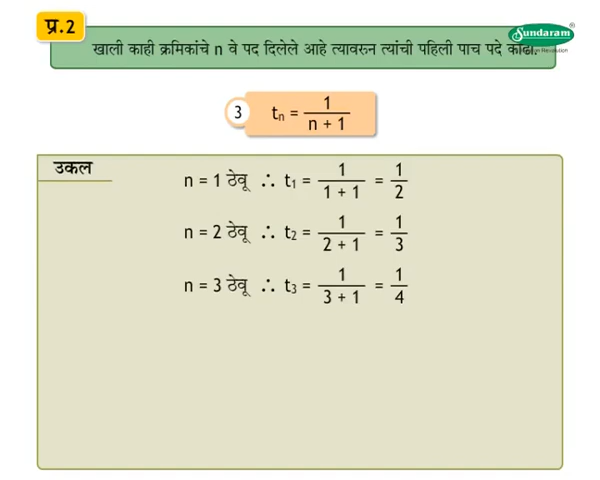 प्र.2
Sundaram®
खाली काही क्रमिकांचे n वे पद दिलेले आहे त्यावरून त्यांची पहिली पाच पदे काढा.
3 tₙ = 1 / (n + 1)
उकल
n = 1 ठेवू ∴ t₁ = 1 / (1 + 1) = 1/2
n = 2 ठेवू ∴ t₂ = 1 / (2 + 1) = 1/3
n = 3 ठेवू ∴ t₃ = 1 / (3 + 1) = 1/4